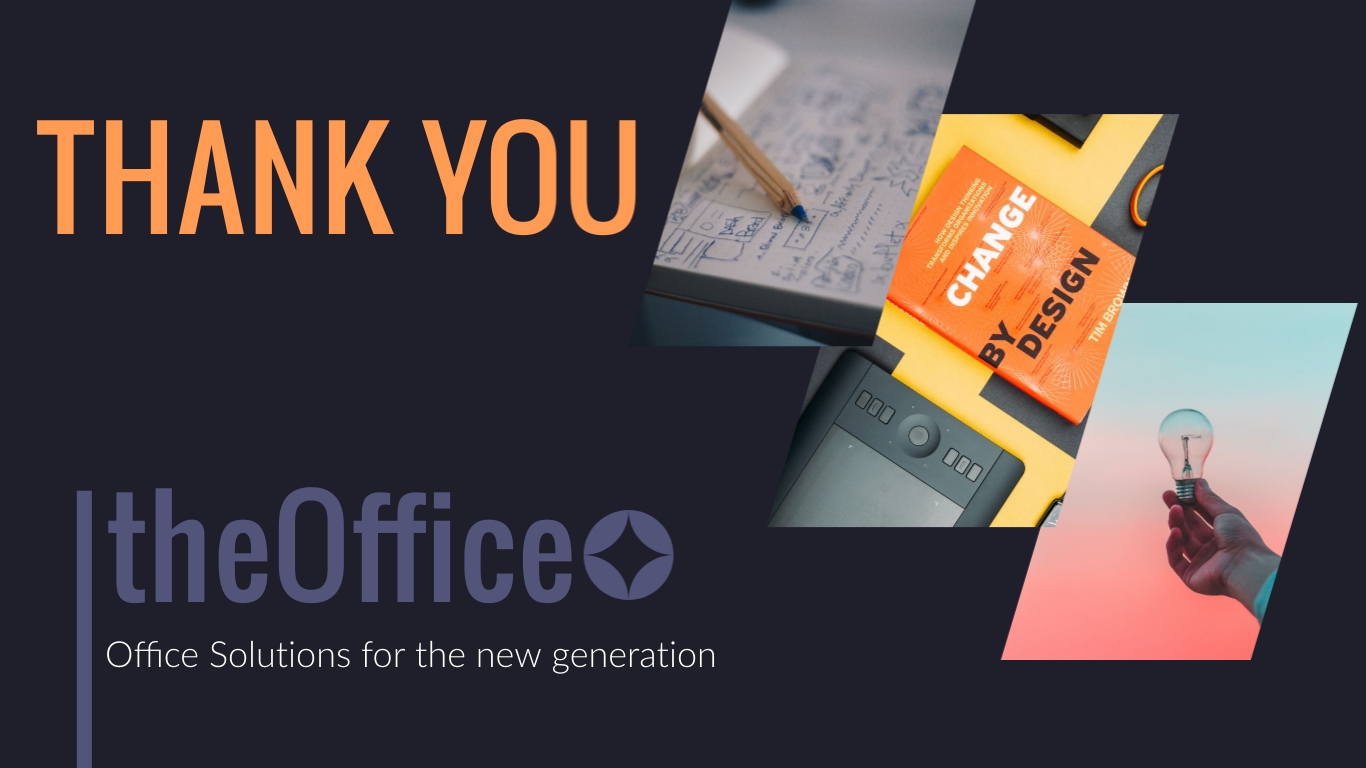 THANK YOU
HOW DESIGN THINKING
TRANSFORMS ORGANIZATIONS
AND INSPIRES INNOVATION
CHANGE
BY
DESIGN
TIM BROWN
theOffice
Office Solutions for the new generation